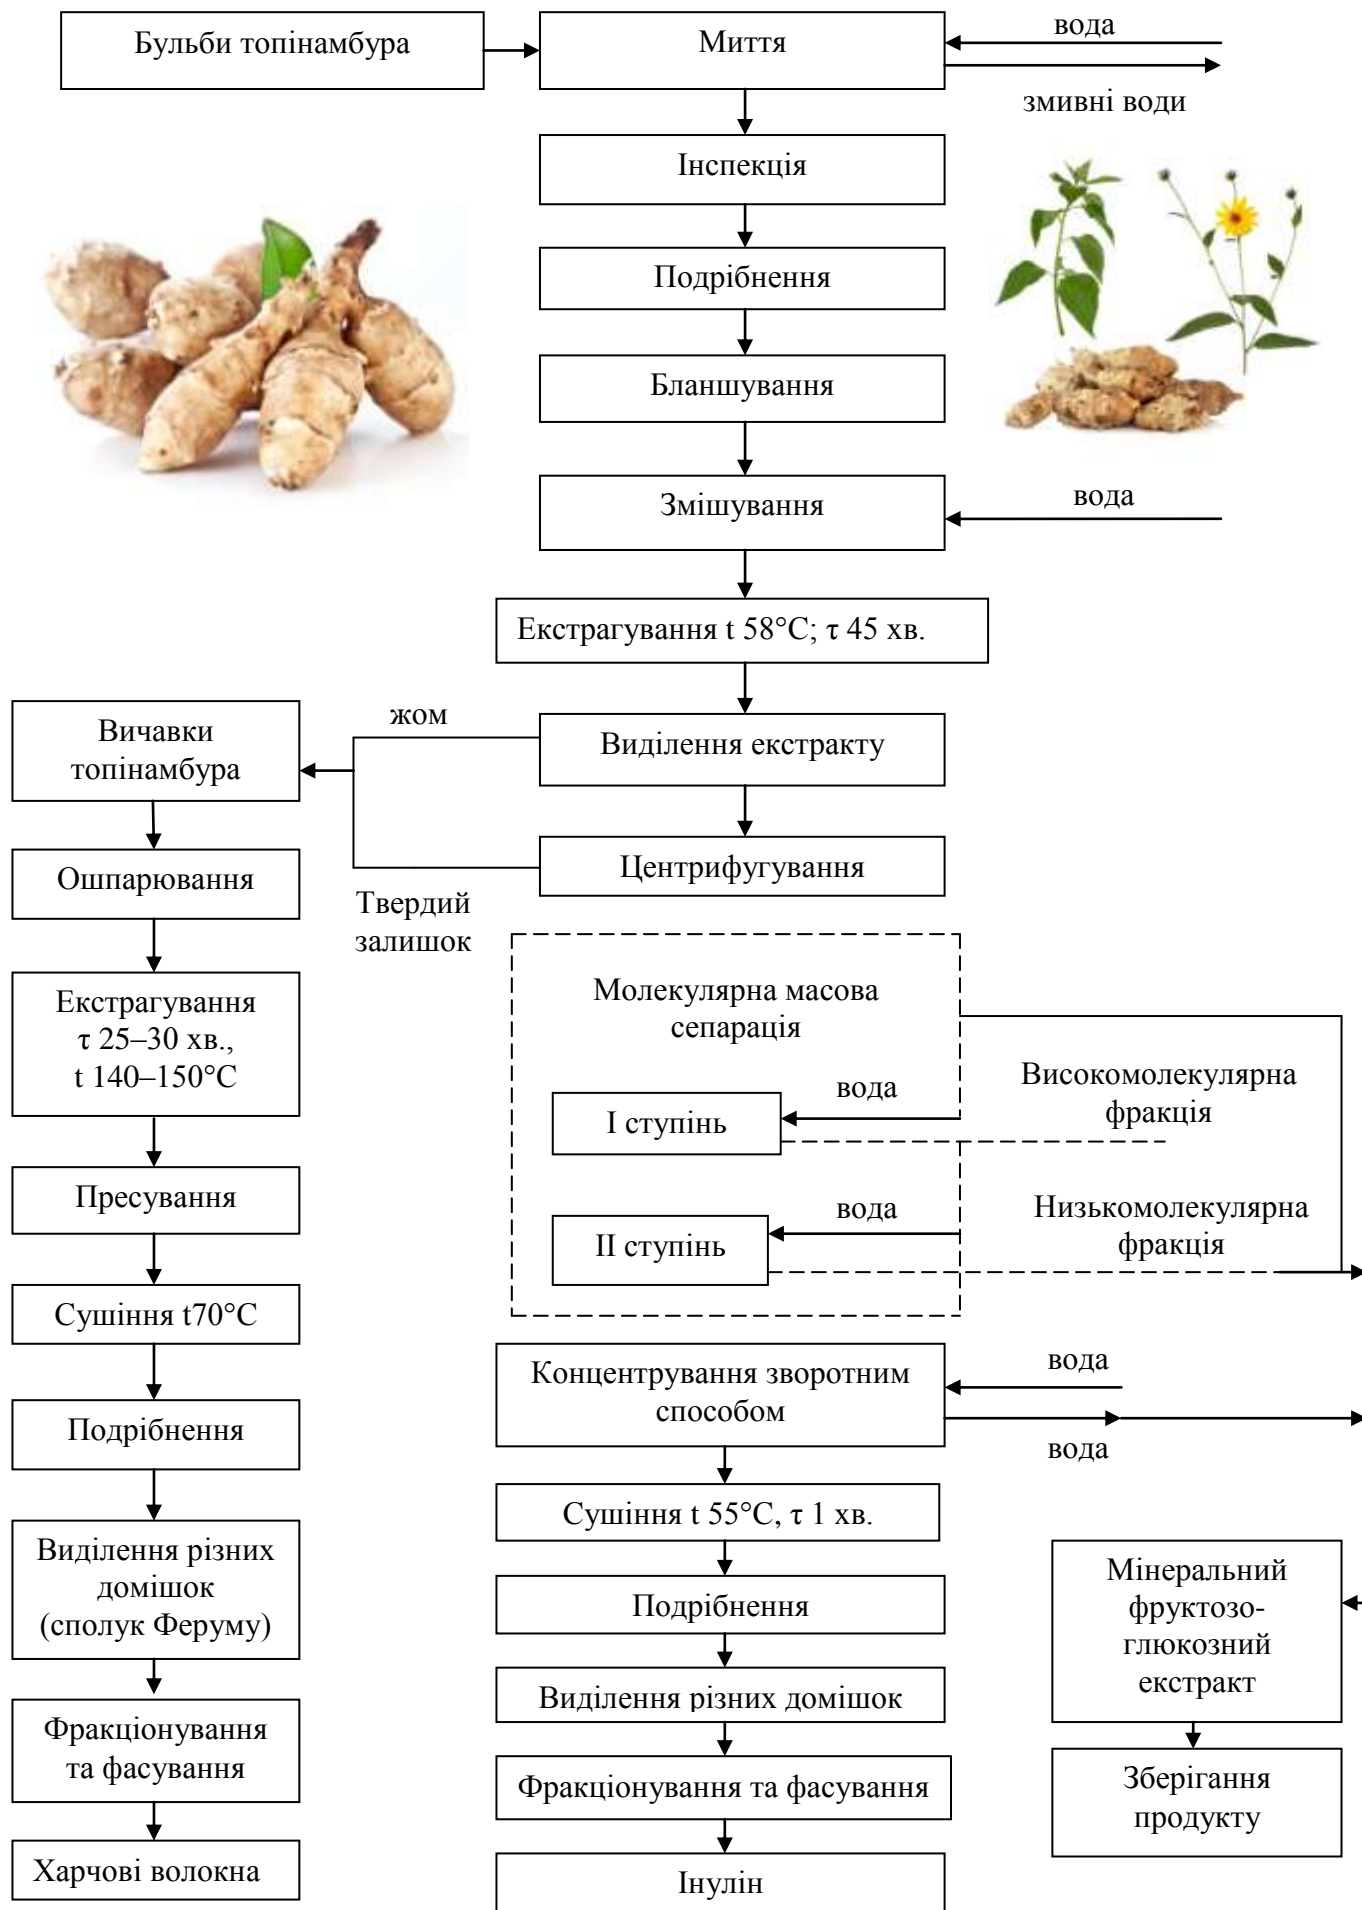 Бульби топінамбура
Миття
вода
змивні води
Інспекція
Подрібнення
Бланшування
Змішування
вода
Екстрагування t 58°С; τ 45 хв.
Виділення екстракту
жом
Вичавки
топінамбура
Центрифугування
Твердий
залишок
Ошпарювання
Екстрагування
τ 25–30 хв.,
t 140–150°С
Пресування
Сушіння t70°С
Подрібнення
Виділення різних
домішок
(сполук Феруму)
Фракціонування
та фасування
Харчові волокна
Молекулярна масова
сепарація
І ступінь
вода
Високомолекулярна
фракція
ІІ ступінь
вода
Низькомолекулярна
фракція
Концентрування зворотним
способом
вода
вода
Сушіння t 55°С, τ 1 хв.
Подрібнення
Виділення різних домішок
Фракціонування та фасування
Інулін
Мінеральний
фруктозо-
глюкозний
екстракт
Зберігання
продукту